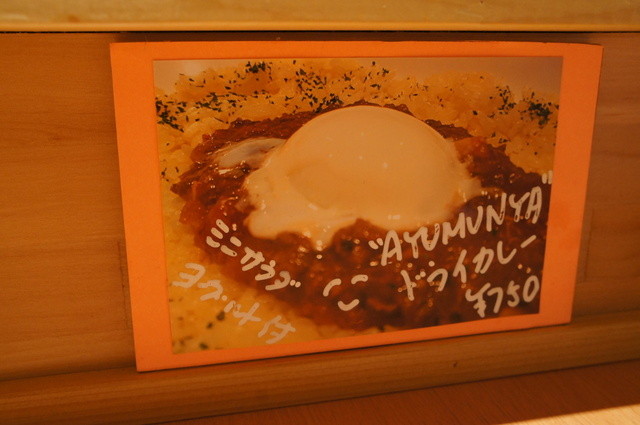 "AYUMUNYA"
ドライカレー
¥750
ミニサラダ
ヨーグルト付